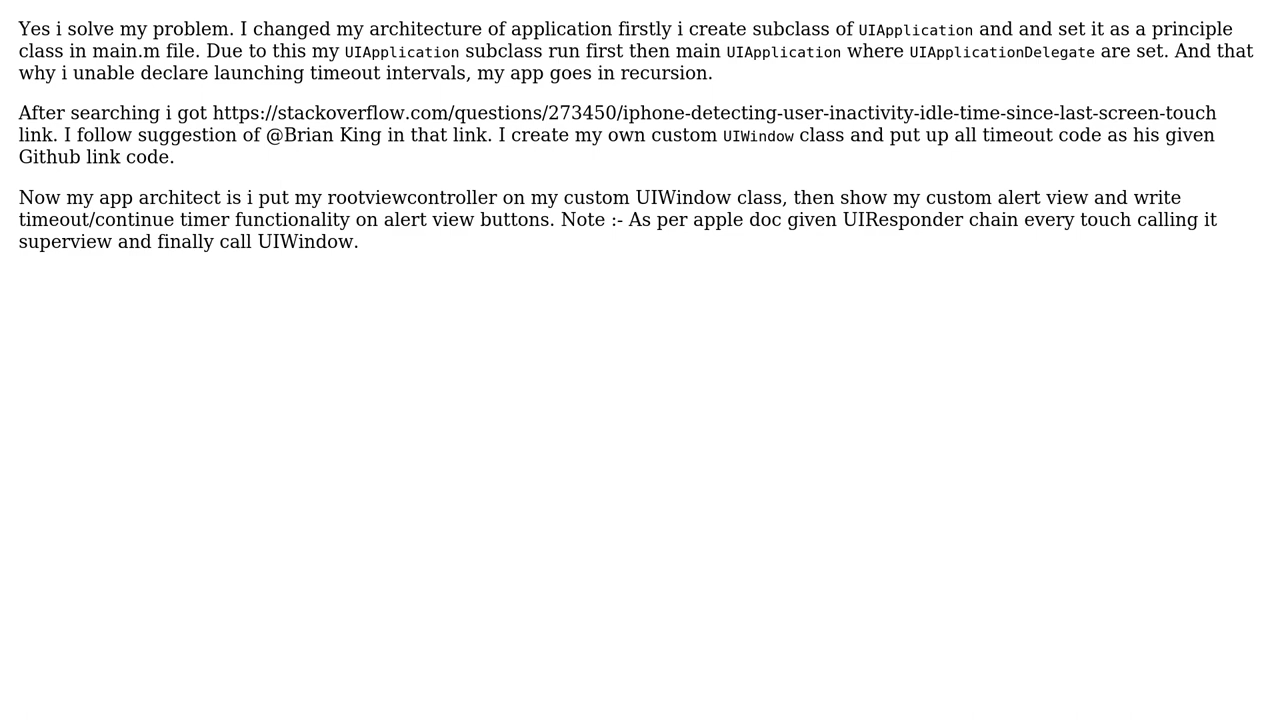 Yes i solve my problem. I changed my architecture of application firstly i create subclass of UIApplication and and set it as a principle
class in main.m file. Due to this my UIApplication subclass run first then main UIApplication where UIApplicationDelegate are set. And that
why i unable declare launching timeout intervals, my app goes in recursion.
After searching i got https://stackoverflow.com/questions/273450/iphone-detecting-user-inactivity-idle-time-since-last-screen-touch
link. I follow suggestion of @Brian King in that link. I create my own custom UIWindow class and put up all timeout code as his given
Github link code.
Now my app architect is i put my rootviewcontroller on my custom UIWindow class, then show my custom alert view and write
timeout/continue timer functionality on alert view buttons. Note :- As per apple doc given UIResponder chain every touch calling it
superview and finally call UIWindow.